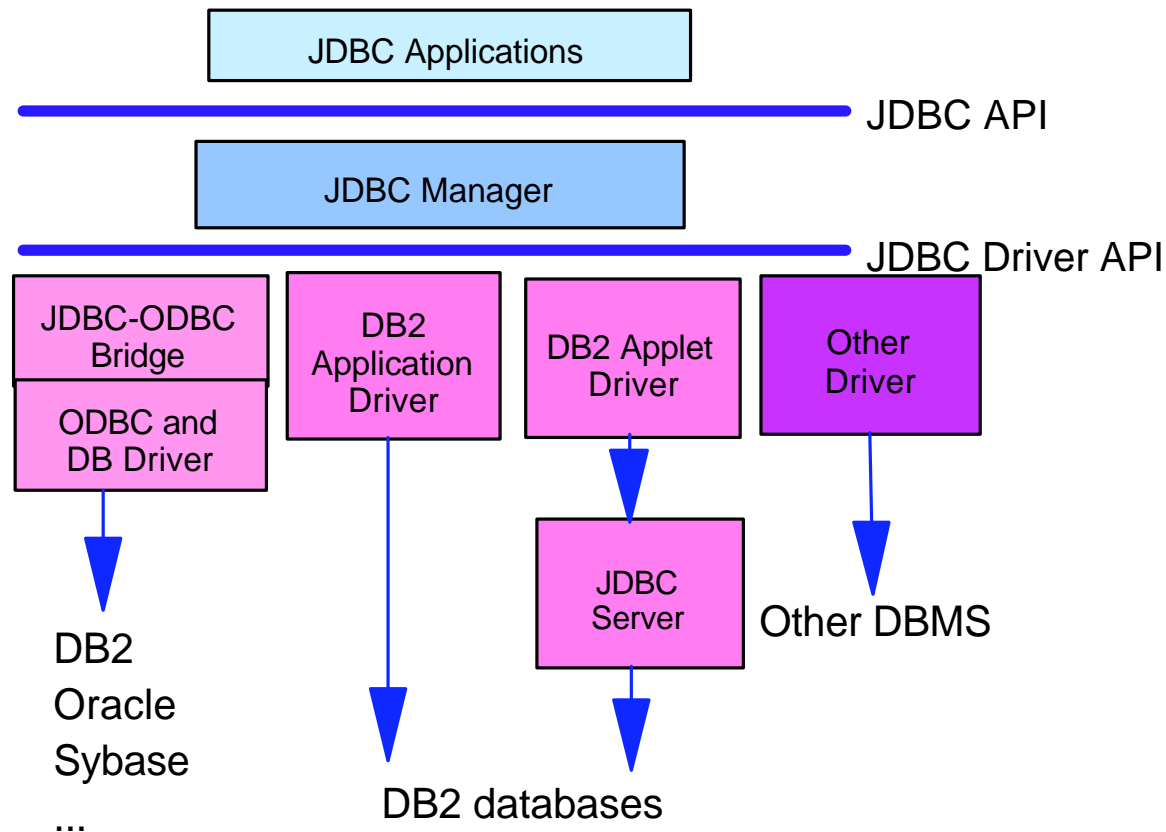 JDBC Applications
JDBC API
JDBC Manager
JDBC Driver API
JDBC-ODBC
Bridge
ODBC and
DB Driver
DB2
Application
Driver
DB2 Applet
Driver
Other
Driver
JDBC
Server
Other DBMS
DB2
Oracle
Sybase
...
DB2 databases